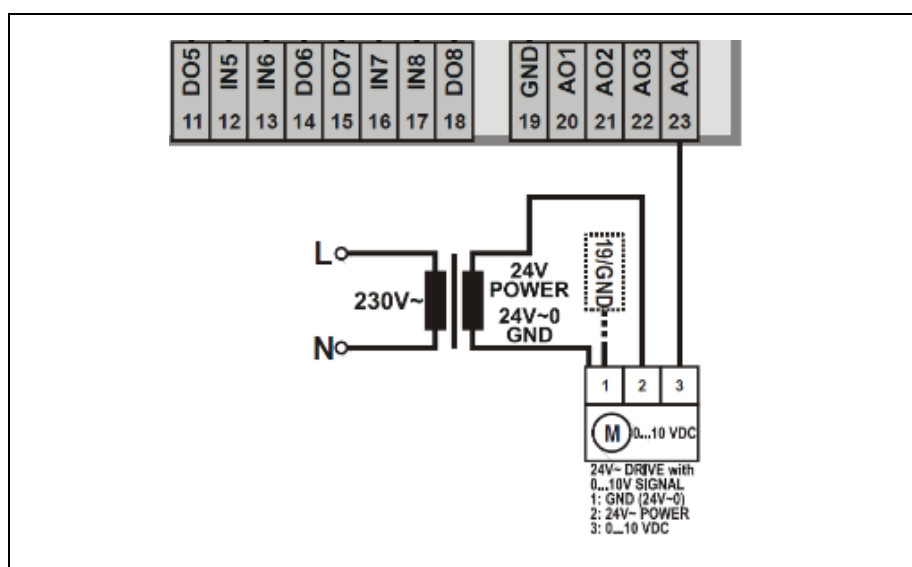 DO5 IN5 IN6 DO6 DO7 IN7 IN8 DO8 GND AO1 AO2 AO3 AO4
11 12 13 14 15 16 17 18 19 20 21 22 23
L
N
230V~
24V
POWER
24V~0
GND
19/GND
1 2 3
M 0...10 VDC
24V~ DRIVE with
0...10V SIGNAL
1: GND (24V~0)
2: 24V~ POWER
3: 0...10 VDC